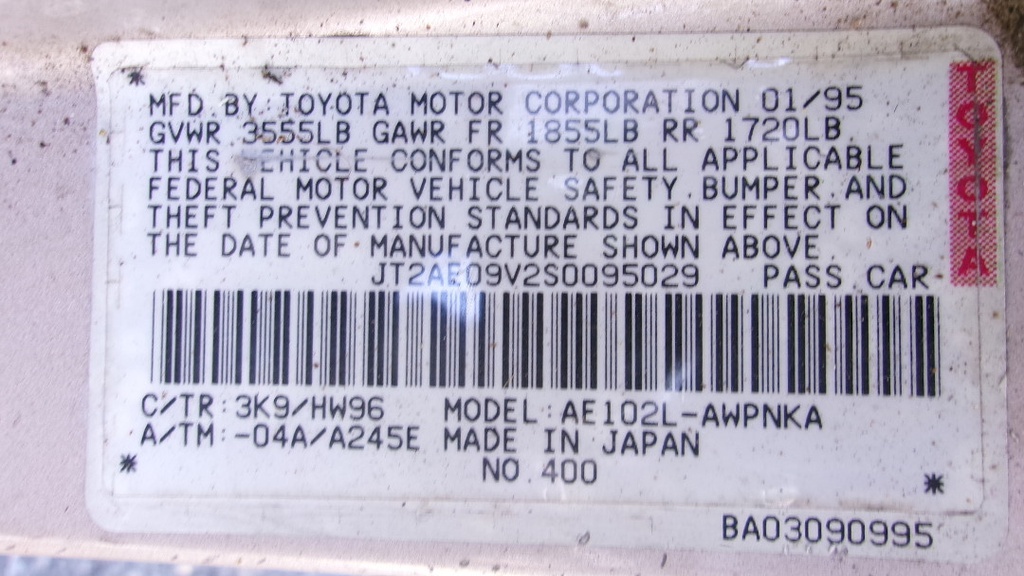 MFD. BY: TOYOTA MOTOR CORPORATION 01/95
GVWR 3555LB GAWR FR 1855LB RR 1720LB
THIS VEHICLE CONFORMS TO ALL APPLICABLE
FEDERAL MOTOR VEHICLE SAFETY, BUMPER, AND
THEFT PREVENTION STANDARDS IN EFFECT ON
THE DATE OF MANUFACTURE SHOWN ABOVE.
JT2AE09V2S0095029 PASS CAR
C/TR: 3K9/HW96 MODEL: AE102L-AWPNKA
A/TM: -04A/A245E MADE IN JAPAN
NO. 400
BA03090995
TOYOTA